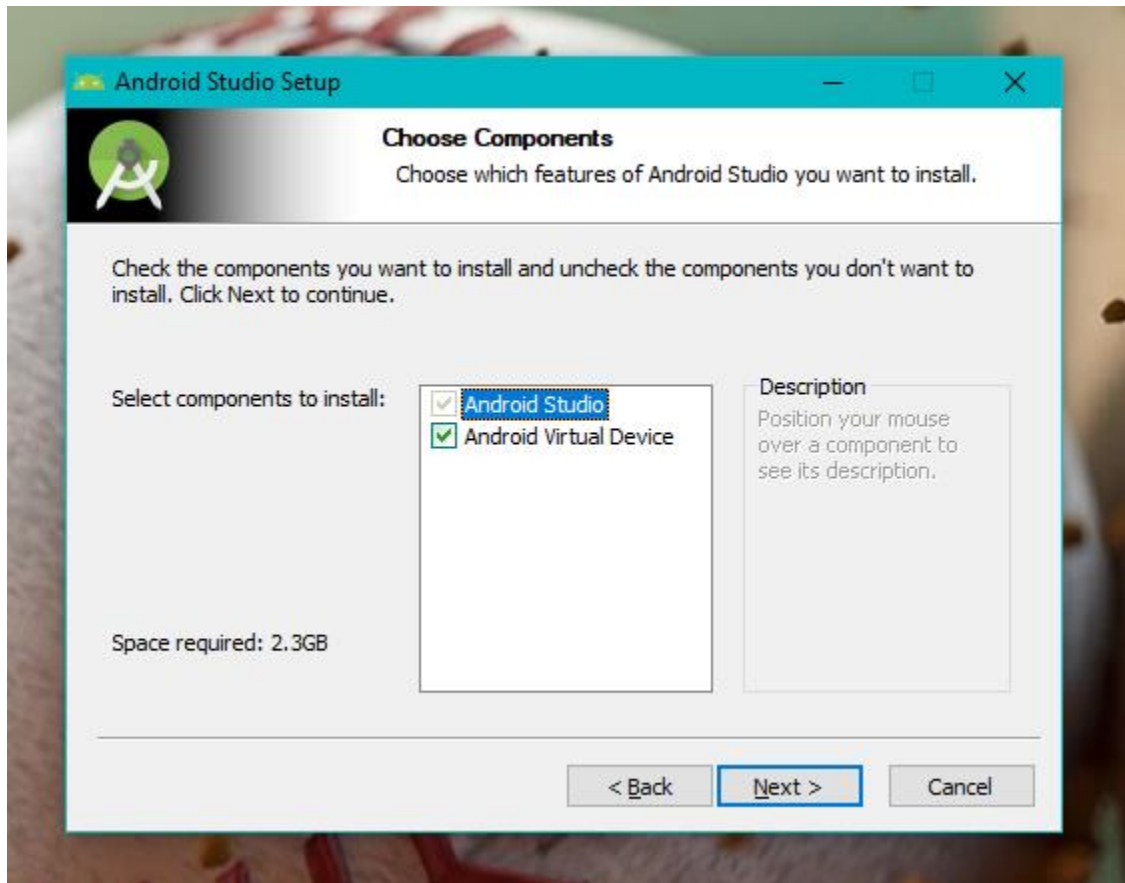 Android Studio Setup
Choose Components
Choose which features of Android Studio you want to install.
Check the components you want to install and uncheck the components you don't want to
install. Click Next to continue.
Select components to install:
Android Studio
Android Virtual Device
Description
Position your mouse
over a component to
see its description.
Space required: 2.3GB
< Back
Next >
Cancel